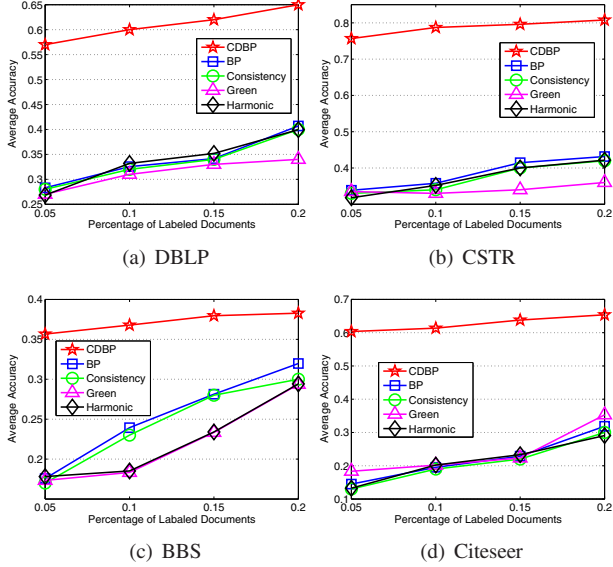 0.65
0.6
0.55
0.5
0.45
0.4
0.35
0.3
0.25
Average Accuracy
CDBP
BP
Consistency
Green
Harmonic
0.05 0.1 0.15 0.2
Percentage of Labeled Documents
(a) DBLP
0.8
0.7
0.6
0.5
0.4
Average Accuracy
CDBP
BP
Consistency
Green
Harmonic
0.05 0.1 0.15 0.2
Percentage of Labeled Documents
(b) CSTR
0.4
0.35
0.3
0.25
0.2
Average Accuracy
CDBP
BP
Consistency
Green
Harmonic
0.05 0.1 0.15 0.2
Percentage of Labeled Documents
(c) BBS
0.7
0.6
0.5
0.4
0.3
0.2
0.1
Average Accuracy
CDBP
BP
Consistency
Green
Harmonic
0.05 0.1 0.15 0.2
Percentage of Labeled Documents
(d) Citeseer